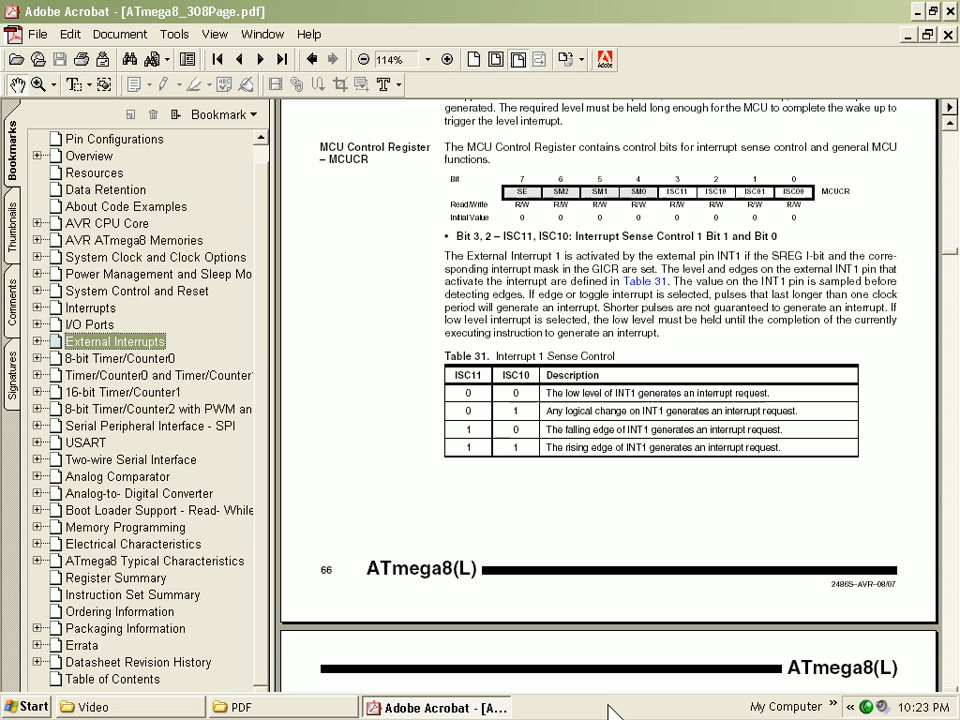 Adobe Acrobat - [ATmega8_308Page.pdf]
File Edit Document Tools View Window Help
114%
Adobe
Bookmark
Bookmarks
Thumbnails
Comments
Signatures
Pin Configurations
Overview
Resources
Data Retention
About Code Examples
AVR CPU Core
AVR ATmega8 Memories
System Clock and Clock Options
Power Management and Sleep Mo
System Control and Reset
Interrupts
I/O Ports
External Interrupts
8-bit Timer/Counter0
Timer/Counter0 and Timer/Counter
16-bit Timer/Counter1
8-bit Timer/Counter2 with PWM an
Serial Peripheral Interface - SPI
USART
Two-wire Serial Interface
Analog Comparator
Analog-to- Digital Converter
Boot Loader Support - Read- While
Memory Programming
Electrical Characteristics
ATmega8 Typical Characteristics
Register Summary
Instruction Set Summary
Ordering Information
Packaging Information
Errata
Datasheet Revision History
Table of Contents
generated. The required level must be held long enough for the MCU to complete the wake up to
trigger the level interrupt.
MCU Control Register
– MCUCR
The MCU Control Register contains control bits for interrupt sense control and general MCU
functions.
Bit 7 6 5 4 3 2 1 0
SE SM2 SM1 SM0 ISC11 ISC10 ISC01 ISC00 MCUCR
Read/Write R/W R/W R/W R/W R/W R/W R/W R/W
Initial Value 0 0 0 0 0 0 0 0
• Bit 3, 2 – ISC11, ISC10: Interrupt Sense Control 1 Bit 1 and Bit 0
The External Interrupt 1 is activated by the external pin INT1 if the SREG I-bit and the corre-
sponding interrupt mask in the GICR are set. The level and edges on the external INT1 pin that
activate the interrupt are defined in Table 31. The value on the INT1 pin is sampled before
detecting edges. If edge or toggle interrupt is selected, pulses that last longer than one clock
period will generate an interrupt. Shorter pulses are not guaranteed to generate an interrupt. If
low level interrupt is selected, the low level must be held until the completion of the currently
executing instruction to generate an interrupt.
Table 31. Interrupt 1 Sense Control
ISC11 ISC10 Description
0 0 The low level of INT1 generates an interrupt request.
0 1 Any logical change on INT1 generates an interrupt request.
1 0 The falling edge of INT1 generates an interrupt request.
1 1 The rising edge of INT1 generates an interrupt request.
66 ATmega8(L)
2486S–AVR–08/07
ATmega8(L)
Start Video PDF Adobe Acrobat - [A... My Computer » « 10:23 PM